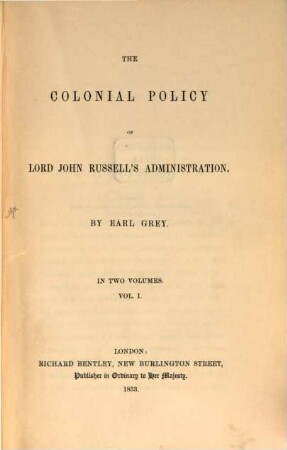 THE
COLONIAL POLICY
OF
LORD JOHN RUSSELL'S ADMINISTRATION.
BY EARL GREY.
IN TWO VOLUMES.
VOL. I.
LONDON:
RICHARD BENTLEY, NEW BURLINGTON STREET,
Publisher in Ordinary to Her Majesty.
1853.